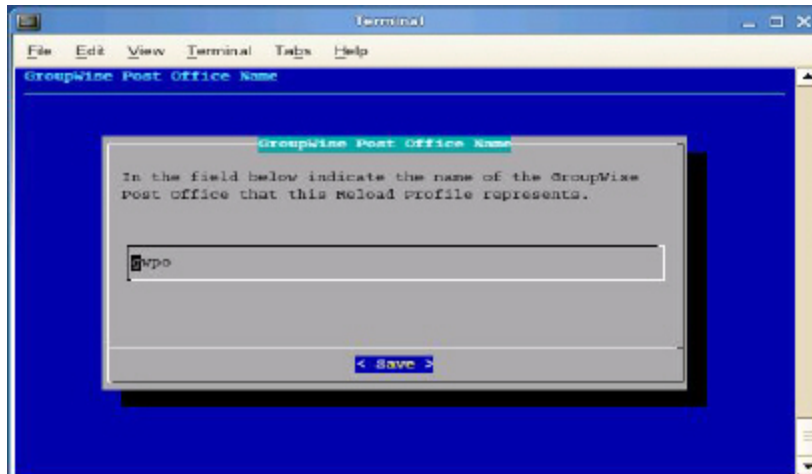 Terminal
File Edit View Terminal Tabs Help
GroupWise Post Office Name
GroupWise Post Office Name
In the field below indicate the name of the GroupWise
Post Office that this Reload Profile represents.
gwpo
< Save >